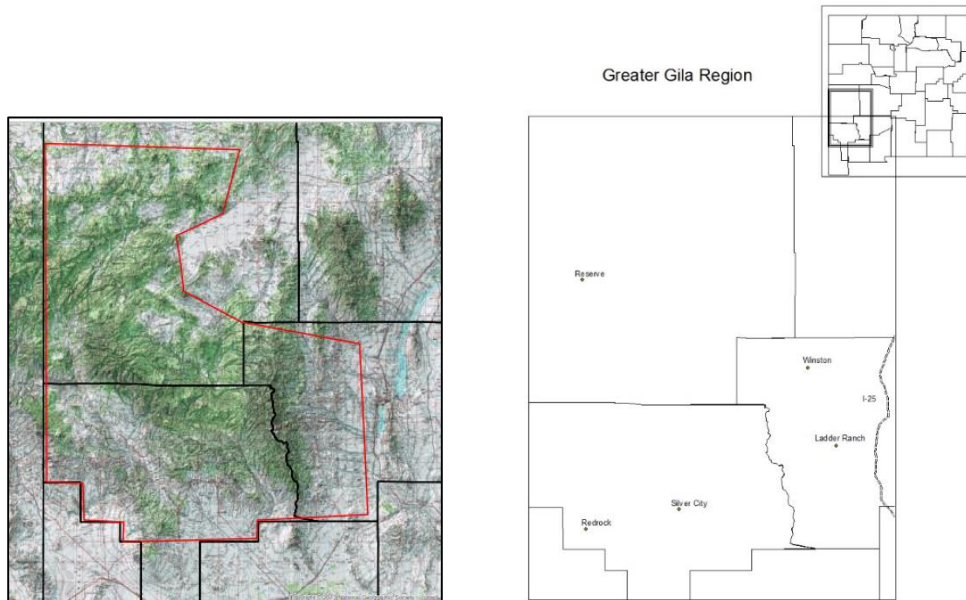 Greater Gila Region
Reserve
Winston
I-25
Ladder Ranch
Silver City
Redrock